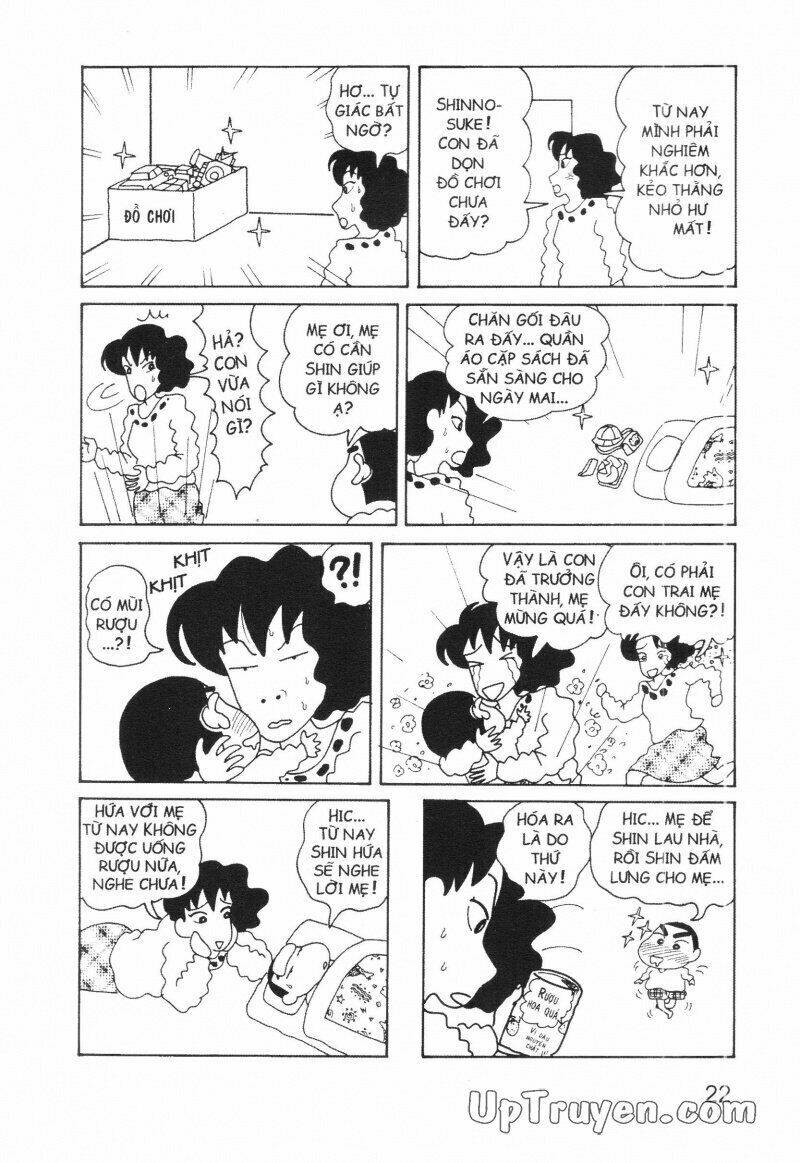 TỪ NAY
MÌNH PHẢI
NGHIÊM
KHẮC HƠN,
KẺO THẰNG
NHỎ HƯ
MẤT!
SHINNO-
SUKE!
CON ĐÃ
DỌN
ĐỒ CHƠI
CHƯA
ĐẤY?
HƠ... TỰ
GIÁC BẤT
NGỜ?
ĐỒ CHƠI
CHĂN GỐI ĐÂU
RA ĐẤY... QUẦN
ÁO CẶP SÁCH ĐÃ
SẴN SÀNG CHO
NGÀY MAI...
MẸ ƠI, MẸ
CÓ CẦN
SHIN GIÚP
GÌ KHÔNG
Ạ?
HẢ?
CON
VỪA
NÓI
GÌ?
ÔI, CÓ PHẢI
CON TRAI MẸ
ĐẤY KHÔNG?!
VẬY LÀ CON
ĐÃ TRƯỞNG
THÀNH, MẸ
MỪNG QUÁ!
?!
KHỊT
KHỊT
CÓ MÙI
RƯỢU
...?!
HIC... MẸ ĐỂ
SHIN LAU NHÀ,
RỒI SHIN ĐẤM
LƯNG CHO MẸ...
HÓA RA
LÀ DO
THỨ
NÀY!
RƯỢU
HOA QUẢ
VỊ DÂU
NGUYÊN
CHẤT
HIC...
TỪ NAY
SHIN HỨA
SẼ NGHE
LỜI MẸ!
HỨA VỚI MẸ
TỪ NAY KHÔNG
ĐƯỢC UỐNG
RƯỢU NỮA,
NGHE CHƯA!
22
UpTruyen.com